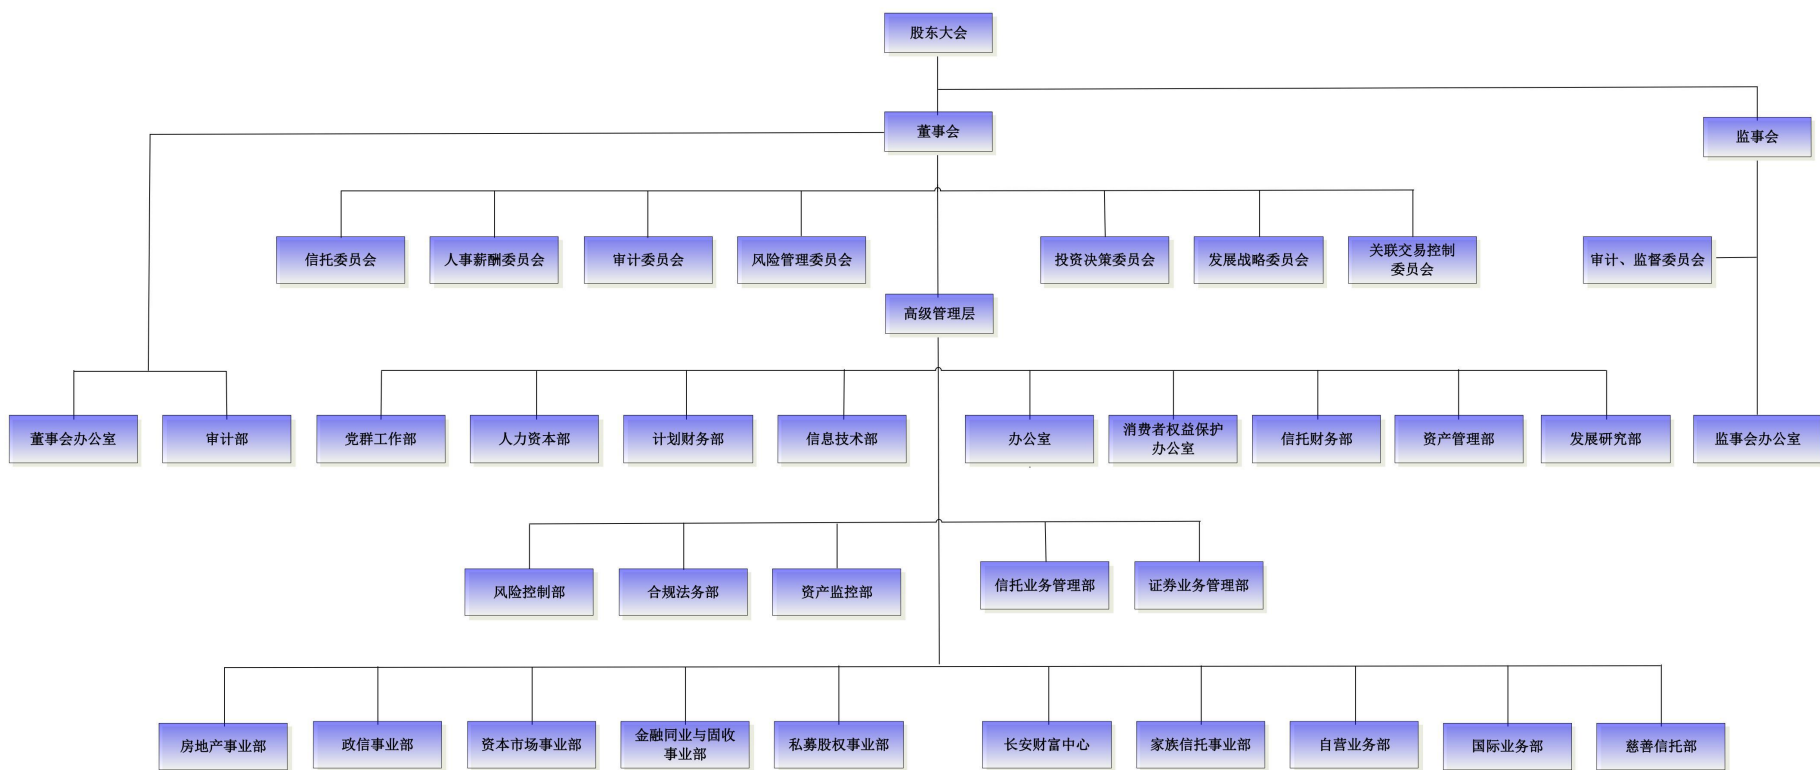 股东大会
董事会
监事会
信托委员会
人事薪酬委员会
审计委员会
风险管理委员会
投资决策委员会
发展战略委员会
关联交易控制
委员会
审计、监督委员会
高级管理层
董事会办公室
审计部
党群工作部
人力资本部
计划财务部
信息技术部
办公室
消费者权益保护
办公室
信托财务部
资产管理部
发展研究部
监事会办公室
风险控制部
合规法务部
资产监控部
信托业务管理部
证券业务管理部
房地产事业部
政信事业部
资本市场事业部
金融同业与固收
事业部
私募股权事业部
长安财富中心
家族信托事业部
自营业务部
国际业务部
慈善信托部